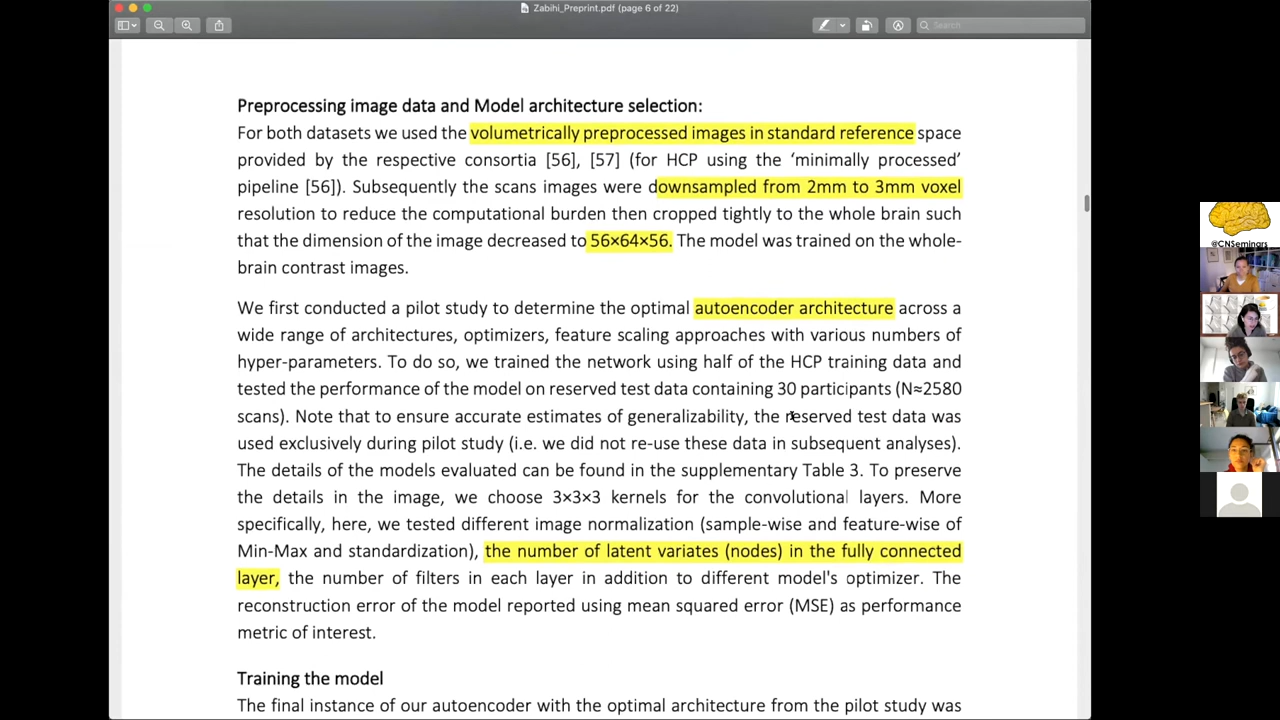 Zabihi_Preprint.pdf (page 6 of 22)
Search
Preprocessing image data and Model architecture selection:
For both datasets we used the volumetrically preprocessed images in standard reference space
provided by the respective consortia [56], [57] (for HCP using the ‘minimally processed’
pipeline [56]). Subsequently the scans images were downsampled from 2mm to 3mm voxel
resolution to reduce the computational burden then cropped tightly to the whole brain such
that the dimension of the image decreased to 56×64×56. The model was trained on the whole-
brain contrast images.
We first conducted a pilot study to determine the optimal autoencoder architecture across a
wide range of architectures, optimizers, feature scaling approaches with various numbers of
hyper-parameters. To do so, we trained the network using half of the HCP training data and
tested the performance of the model on reserved test data containing 30 participants (N≈2580
scans). Note that to ensure accurate estimates of generalizability, the reserved test data was
used exclusively during pilot study (i.e. we did not re-use these data in subsequent analyses).
The details of the models evaluated can be found in the supplementary Table 3. To preserve
the details in the image, we choose 3×3×3 kernels for the convolutional layers. More
specifically, here, we tested different image normalization (sample-wise and feature-wise of
Min-Max and standardization), the number of latent variates (nodes) in the fully connected
layer, the number of filters in each layer in addition to different model's optimizer. The
reconstruction error of the model reported using mean squared error (MSE) as performance
metric of interest.
Training the model
The final instance of our autoencoder with the optimal architecture from the pilot study was
@CNSeminars